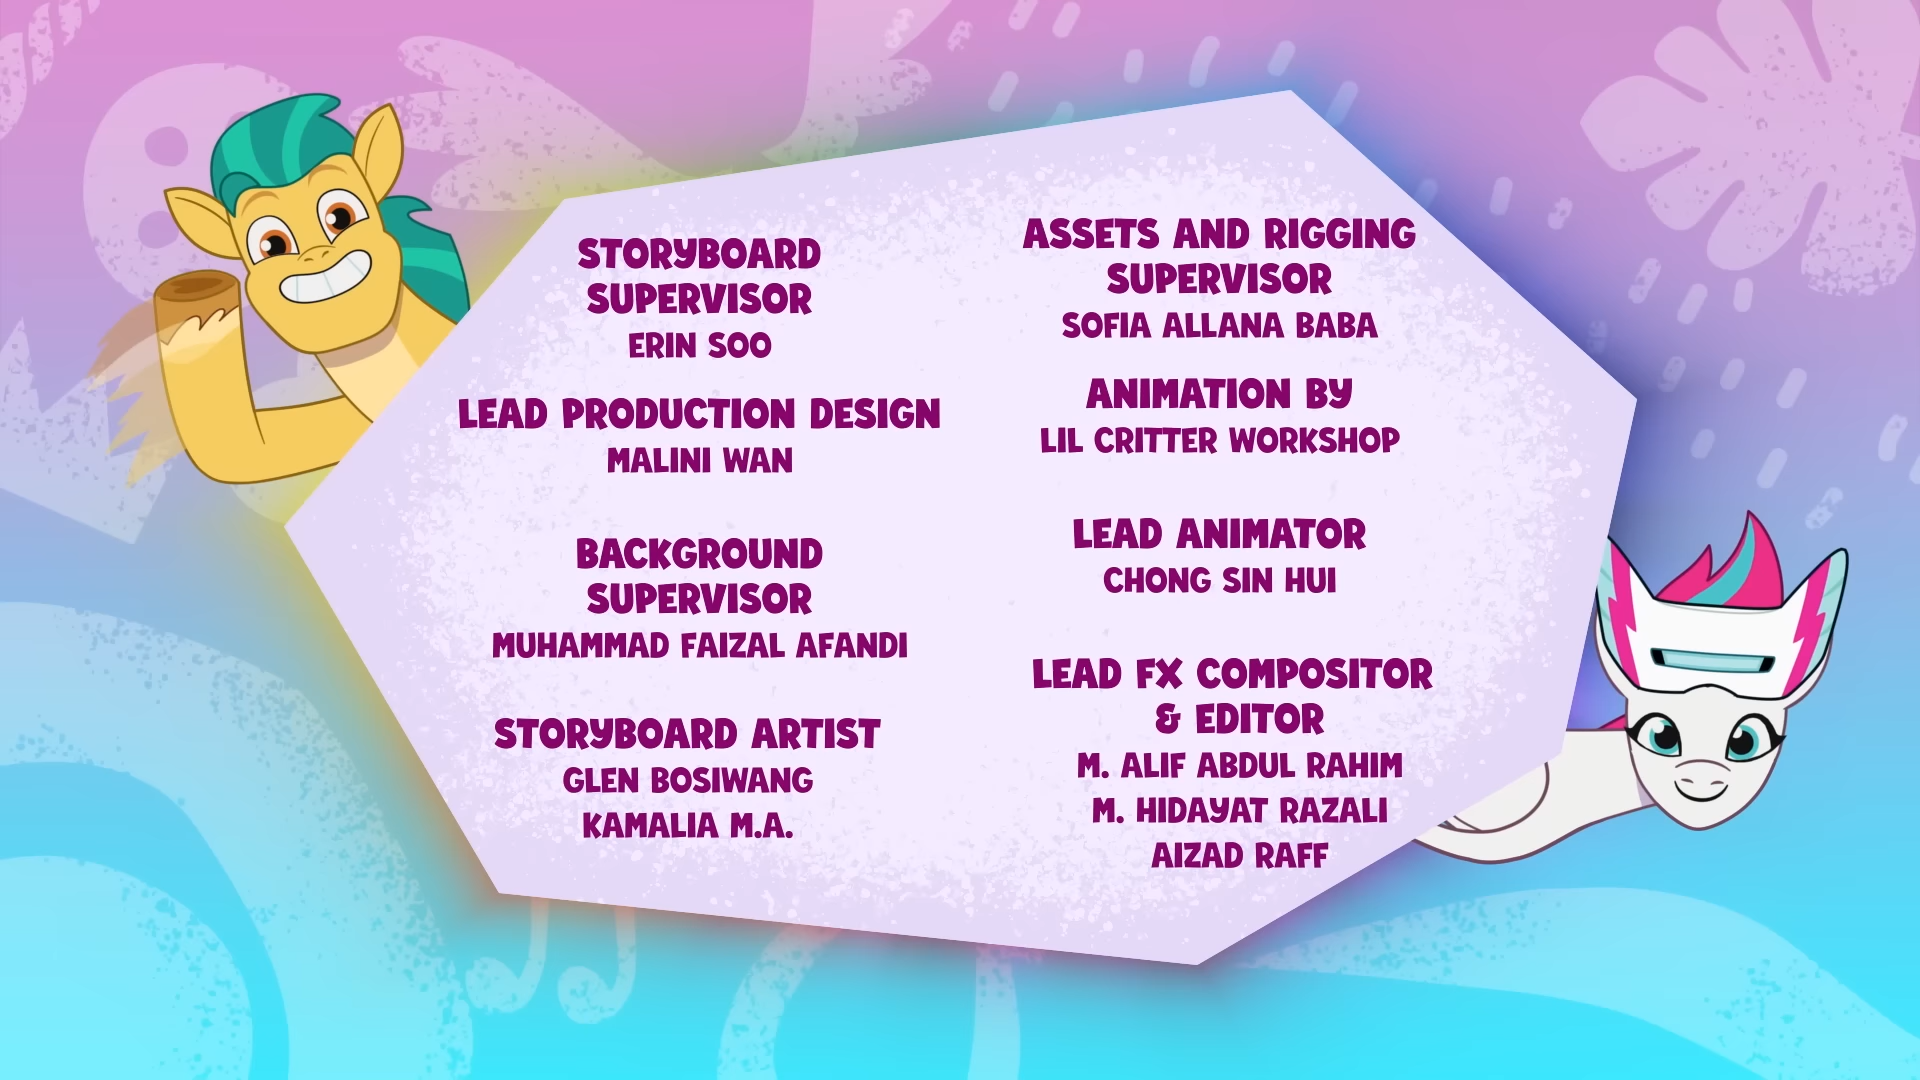 STORYBOARD
SUPERVISOR
ERIN SOO
LEAD PRODUCTION DESIGN
MALINI WAN
BACKGROUND
SUPERVISOR
MUHAMMAD FAIZAL AFANDI
STORYBOARD ARTIST
GLEN BOSIWANG
KAMALIA M.A.
ASSETS AND RIGGING
SUPERVISOR
SOFIA ALLANA BABA
ANIMATION BY
LIL CRITTER WORKSHOP
LEAD ANIMATOR
CHONG SIN HUI
LEAD FX COMPOSITOR
& EDITOR
M. ALIF ABDUL RAHIM
M. HIDAYAT RAZALI
AIZAD RAFF